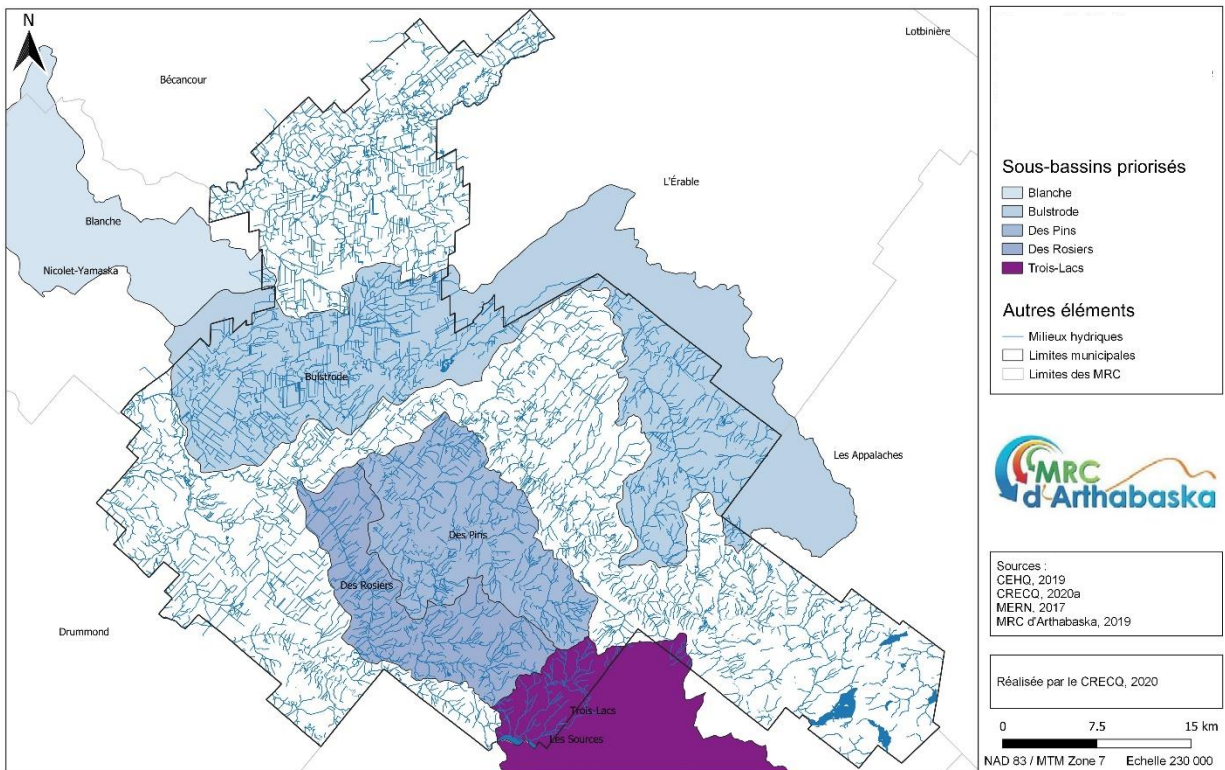 N
Lotbinière
Bécancour
L'Érable
Blanche
Nicolet-Yamaska
Bulstrode
Les Appalaches
Des Pins
Des Rosiers
Drummond
Trois-Lacs
Les Sources
Sous-bassins priorisés
Blanche
Bulstrode
Des Pins
Des Rosiers
Trois-Lacs
Autres éléments
Milieux hydriques
Limites municipales
Limites des MRC
MRC
d'Arthabaska
Sources :
CEHQ, 2019
CRECQ, 2020a
MERN, 2017
MRC d'Arthabaska, 2019
Réalisée par le CRECQ, 2020
0 7.5 15 km
NAD 83 / MTM Zone 7 Echelle 230 000